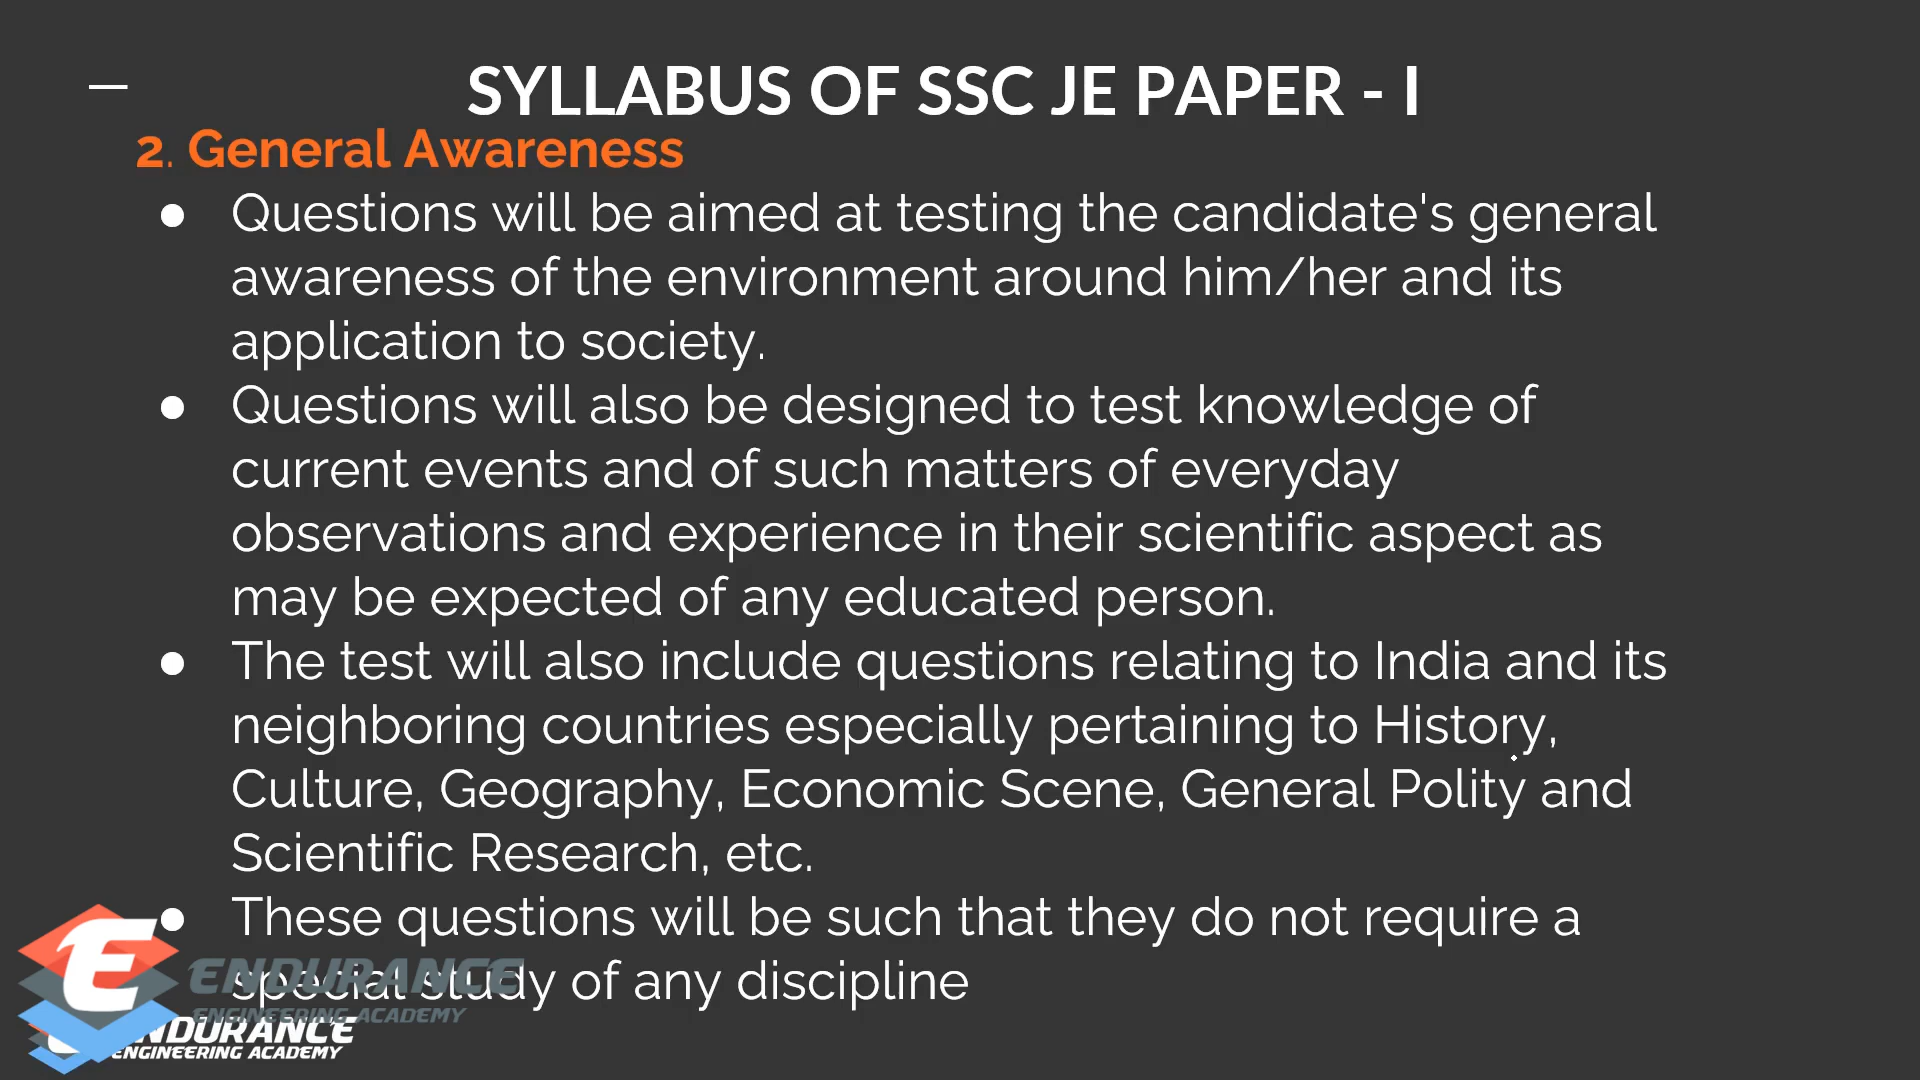 SYLLABUS OF SSC JE PAPER - I
2. General Awareness
● Questions will be aimed at testing the candidate's general
awareness of the environment around him/her and its
application to society.
● Questions will also be designed to test knowledge of
current events and of such matters of everyday
observations and experience in their scientific aspect as
may be expected of any educated person.
● The test will also include questions relating to India and its
neighboring countries especially pertaining to History,
Culture, Geography, Economic Scene, General Polity and
Scientific Research, etc.
● These questions will be such that they do not require a
special study of any discipline
ENDURANCE
ENGINEERING ACADEMY
ENDURANCE
ENGINEERING ACADEMY